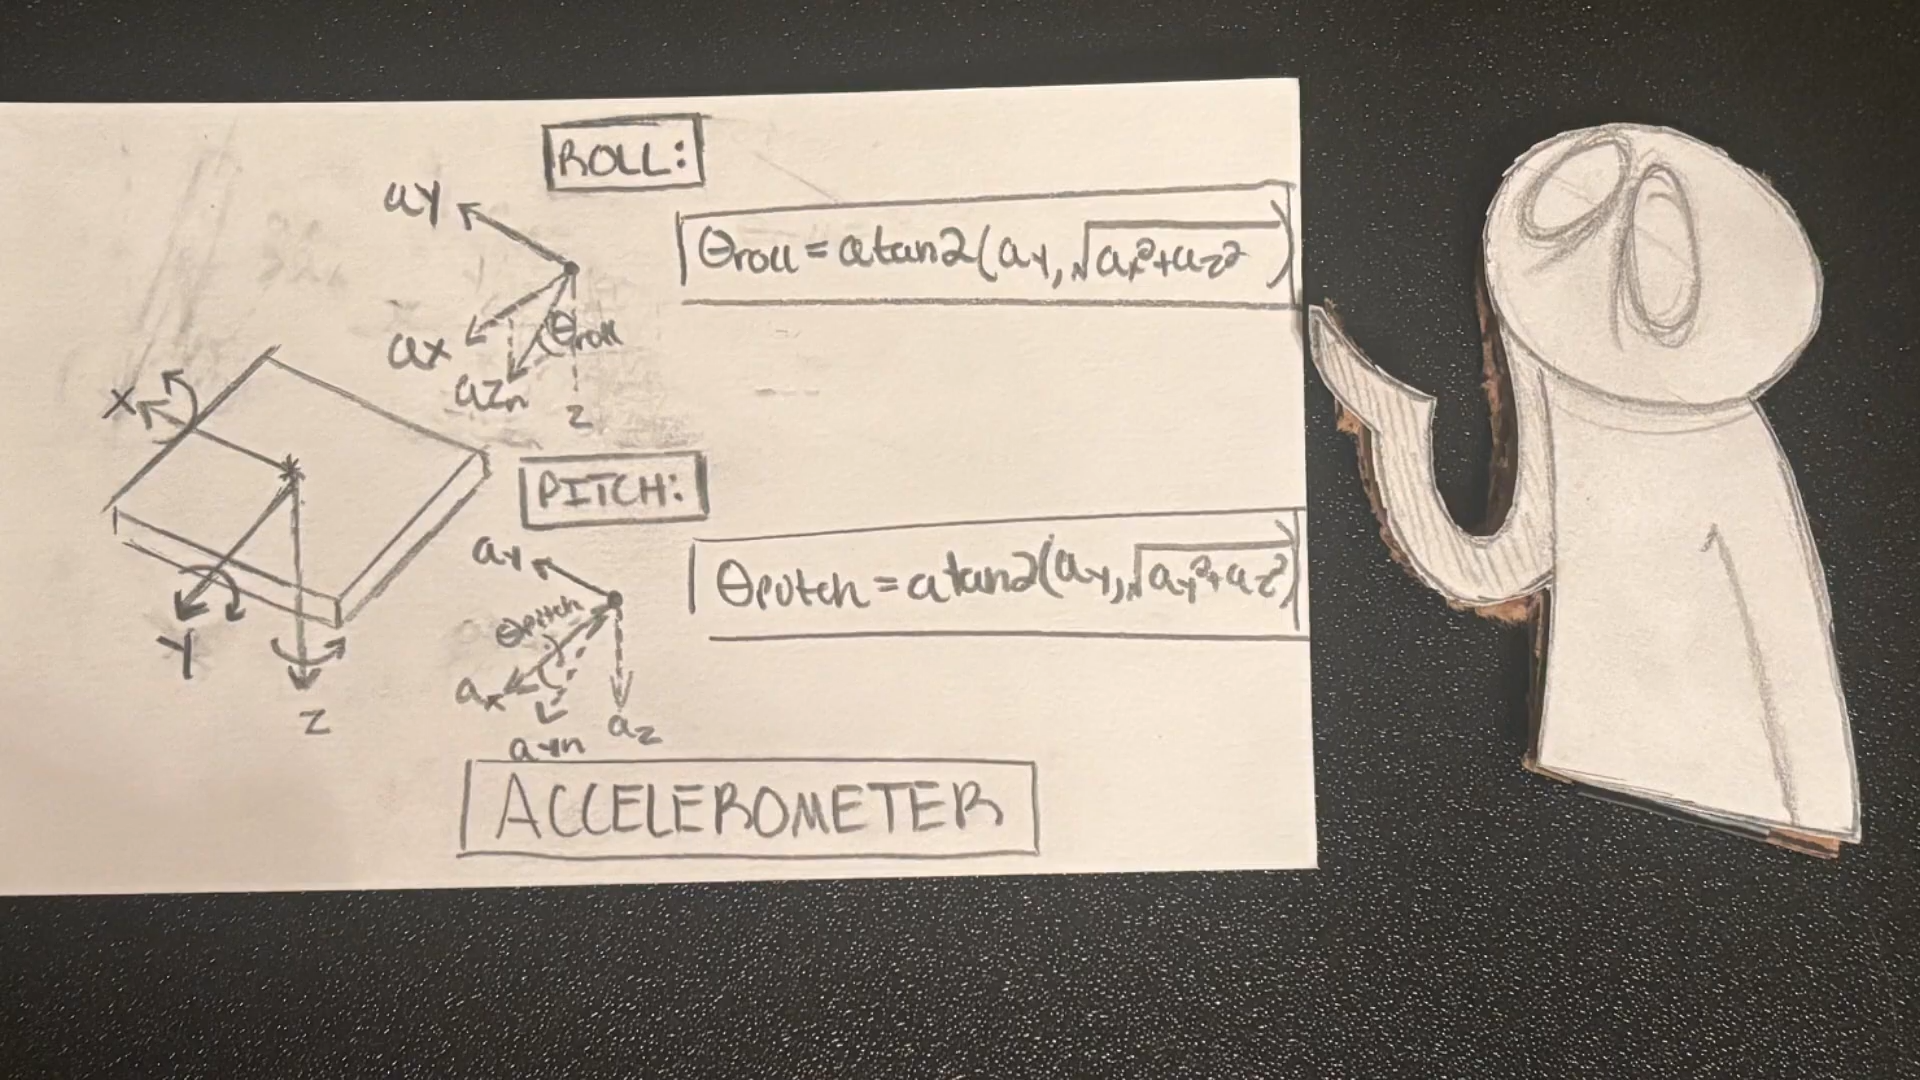 ROLL:
aY
θroll = atan2(aY, √ax²+az²)
θroll
ax
azn
z
X
PITCH:
aY
θpitch = atan2(aY, √aY²+az²)
θpitch
Y
ax
z
az
aYn
ACCELEROMETER